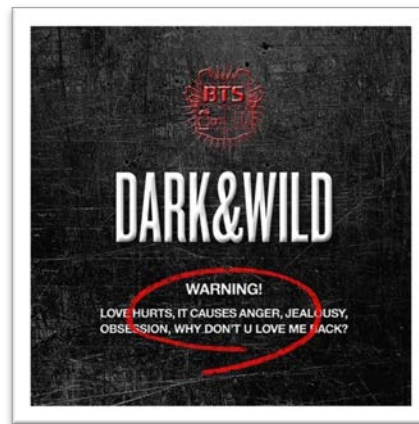 BTS
DARK&WILD
WARNING!
LOVE HURTS, IT CAUSES ANGER, JEALOUSY,
OBSESSION, WHY DON'T U LOVE ME BACK?